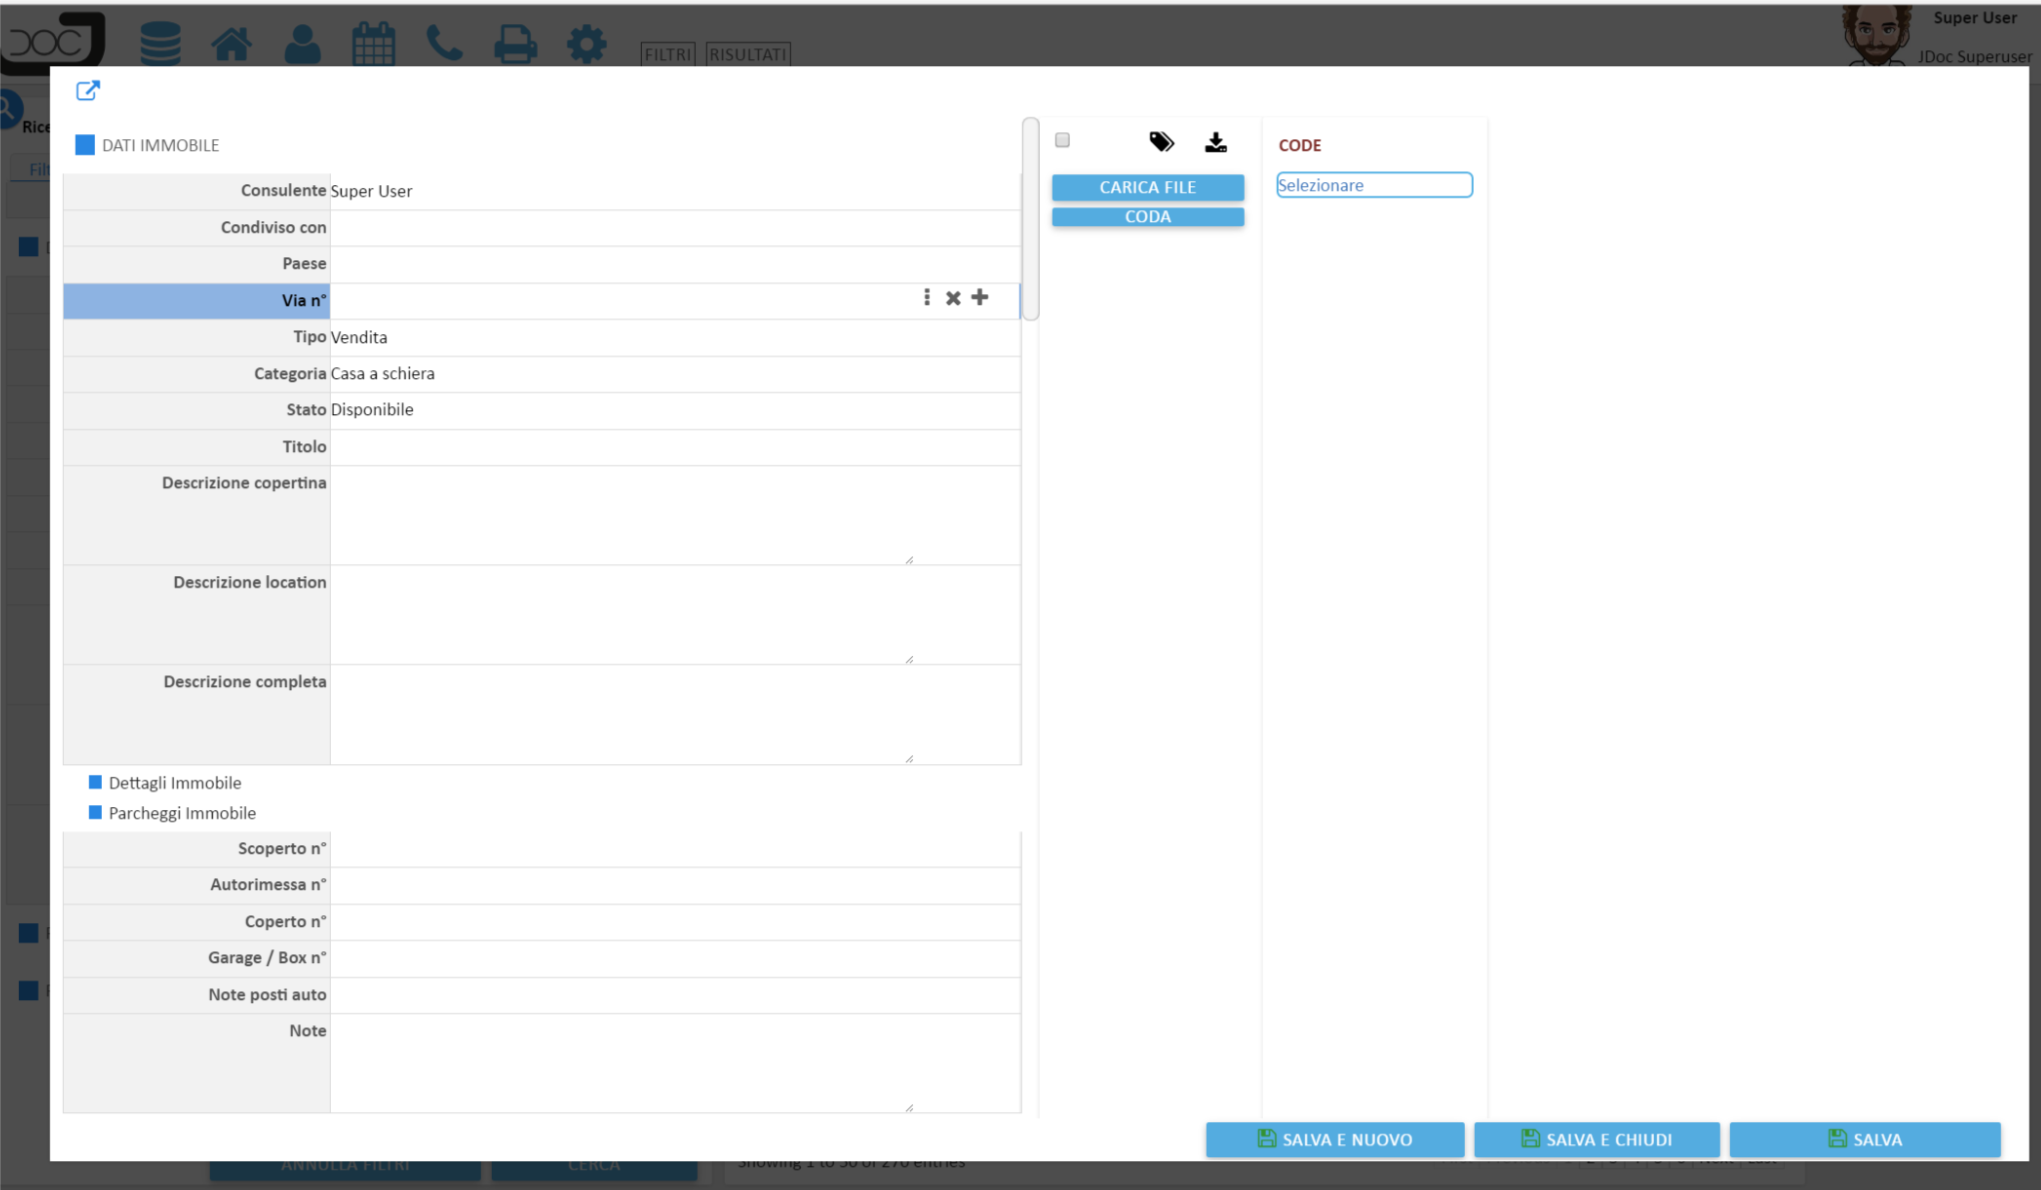 DOC
FILTRI RISULTATI
Super User
JDoc Superuser
Rice
Filt
DATI IMMOBILE
Consulente Super User
Condiviso con
Paese
Via n°
Tipo Vendita
Categoria Casa a schiera
Stato Disponibile
Titolo
Descrizione copertina
Descrizione location
Descrizione completa
Dettagli Immobile
Parcheggi Immobile
Scoperto n°
Autorimessa n°
Coperto n°
Garage / Box n°
Note posti auto
Note
CARICA FILE
CODA
CODE
Selezionare
SALVA E NUOVO SALVA E CHIUDI SALVA
ANNULLA FILTRI CERCA Showing 1 to 50 of 270 entries